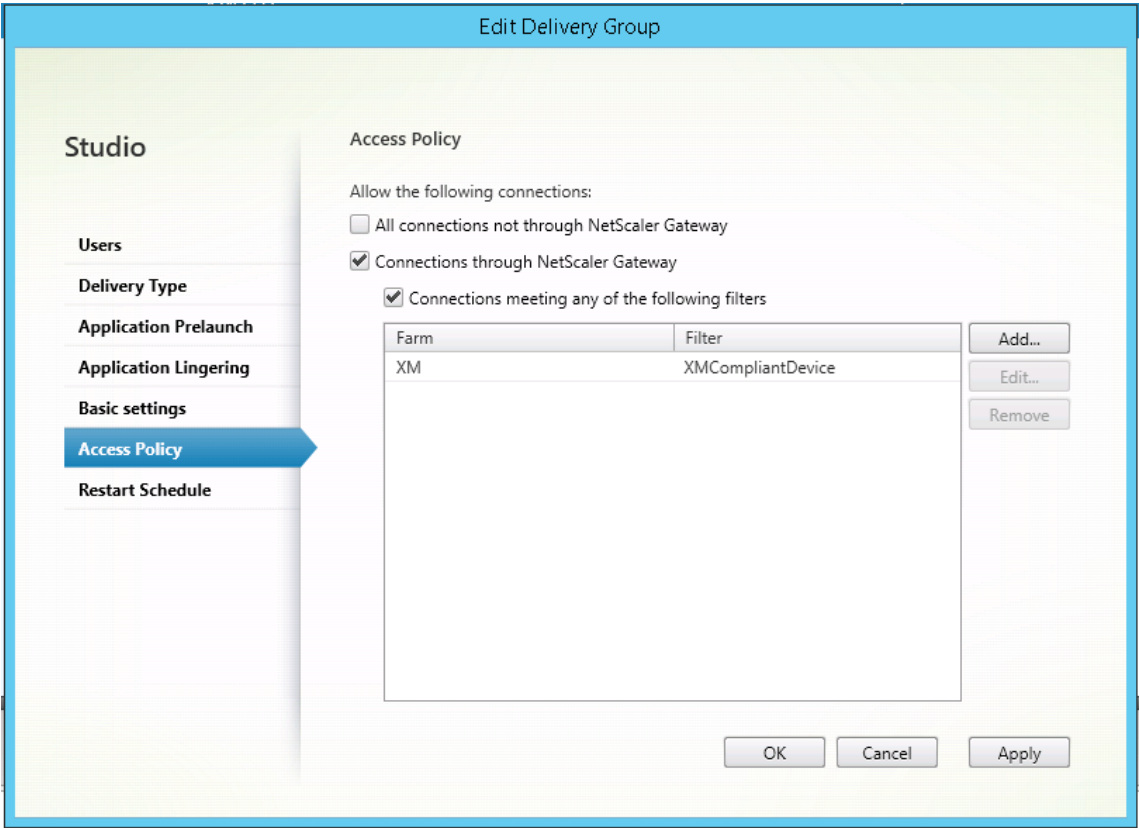 Edit Delivery Group
Studio
Users
Delivery Type
Application Prelaunch
Application Lingering
Basic settings
Access Policy
Restart Schedule
Access Policy
Allow the following connections:
All connections not through NetScaler Gateway
Connections through NetScaler Gateway
Connections meeting any of the following filters
Farm Filter
XM XMCompliantDevice
Add...
Edit...
Remove
OK Cancel Apply